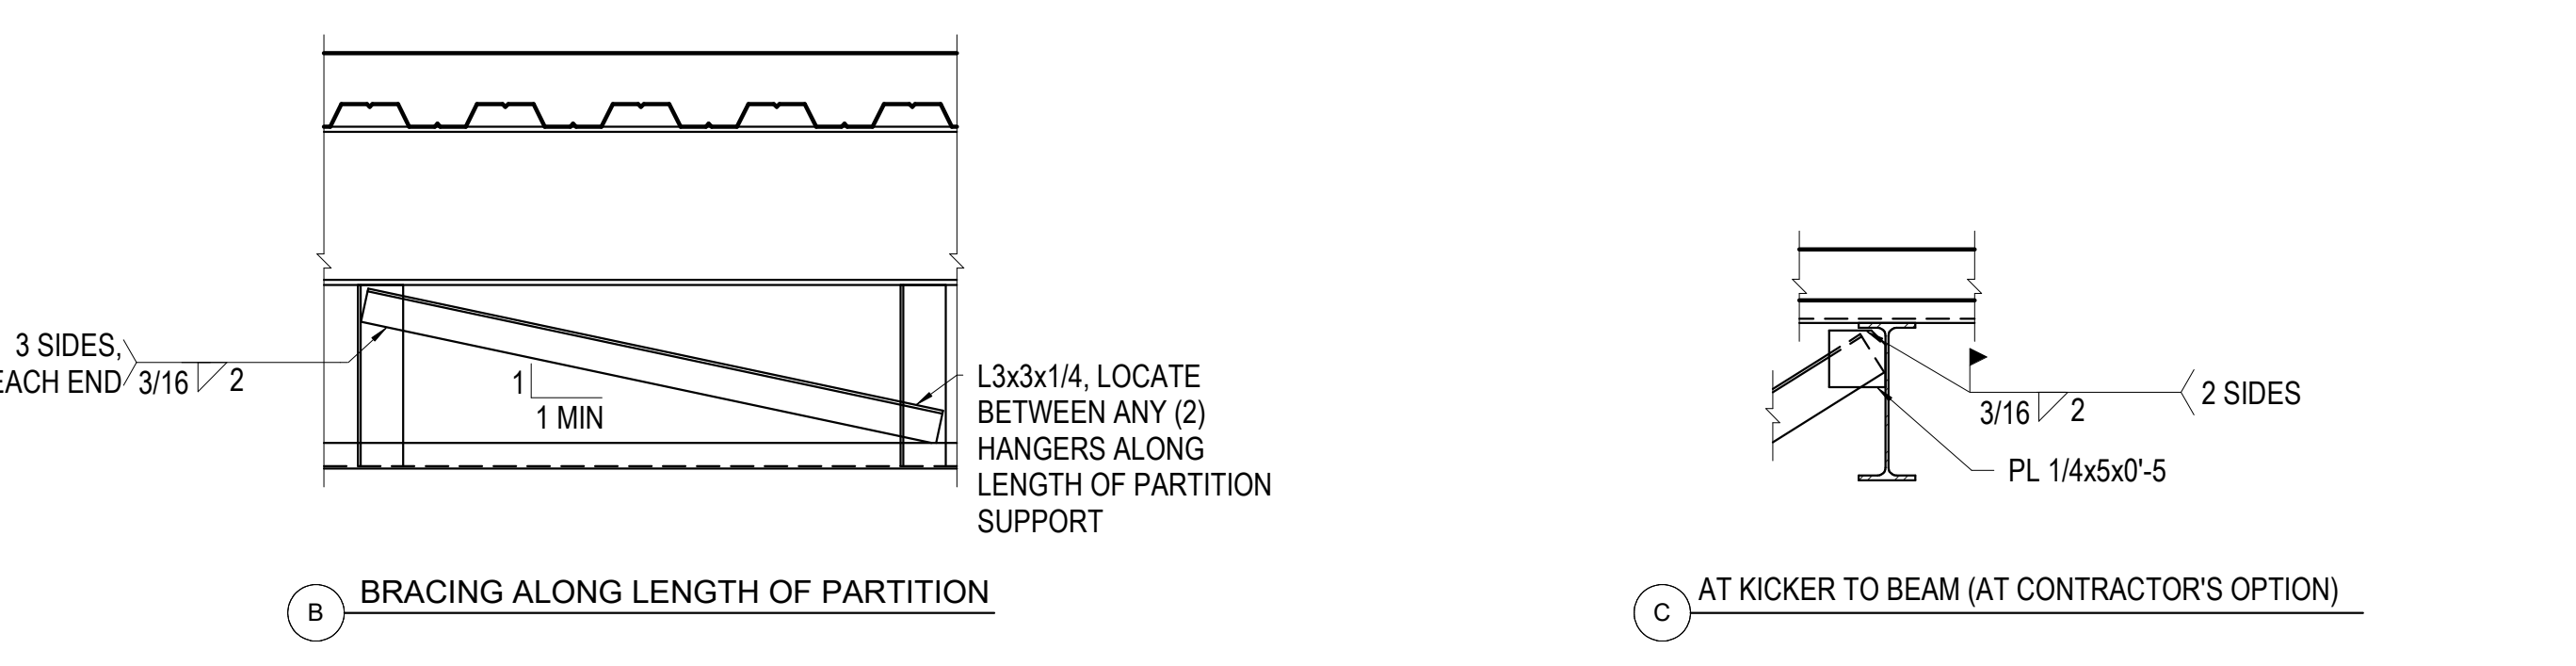 3 SIDES,
EACH END
3/16 2
1
1 MIN
L3x3x1/4, LOCATE
BETWEEN ANY (2)
HANGERS ALONG
LENGTH OF PARTITION
SUPPORT
B BRACING ALONG LENGTH OF PARTITION
3/16 2
2 SIDES
PL 1/4x5x0'-5
C AT KICKER TO BEAM (AT CONTRACTOR'S OPTION)